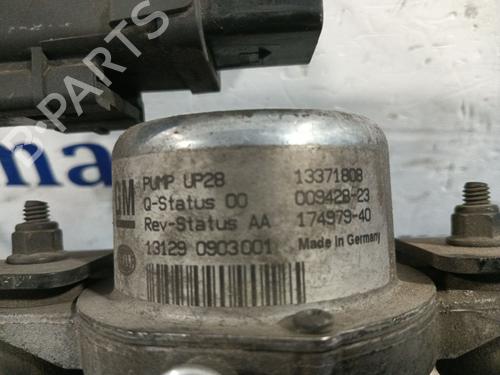 B-PARTS
ma
GM PUMP UP28 13371808
Q-Status 00 009428-23
Rev-Status AA 174979-40
13129 0903001 Made in Germany